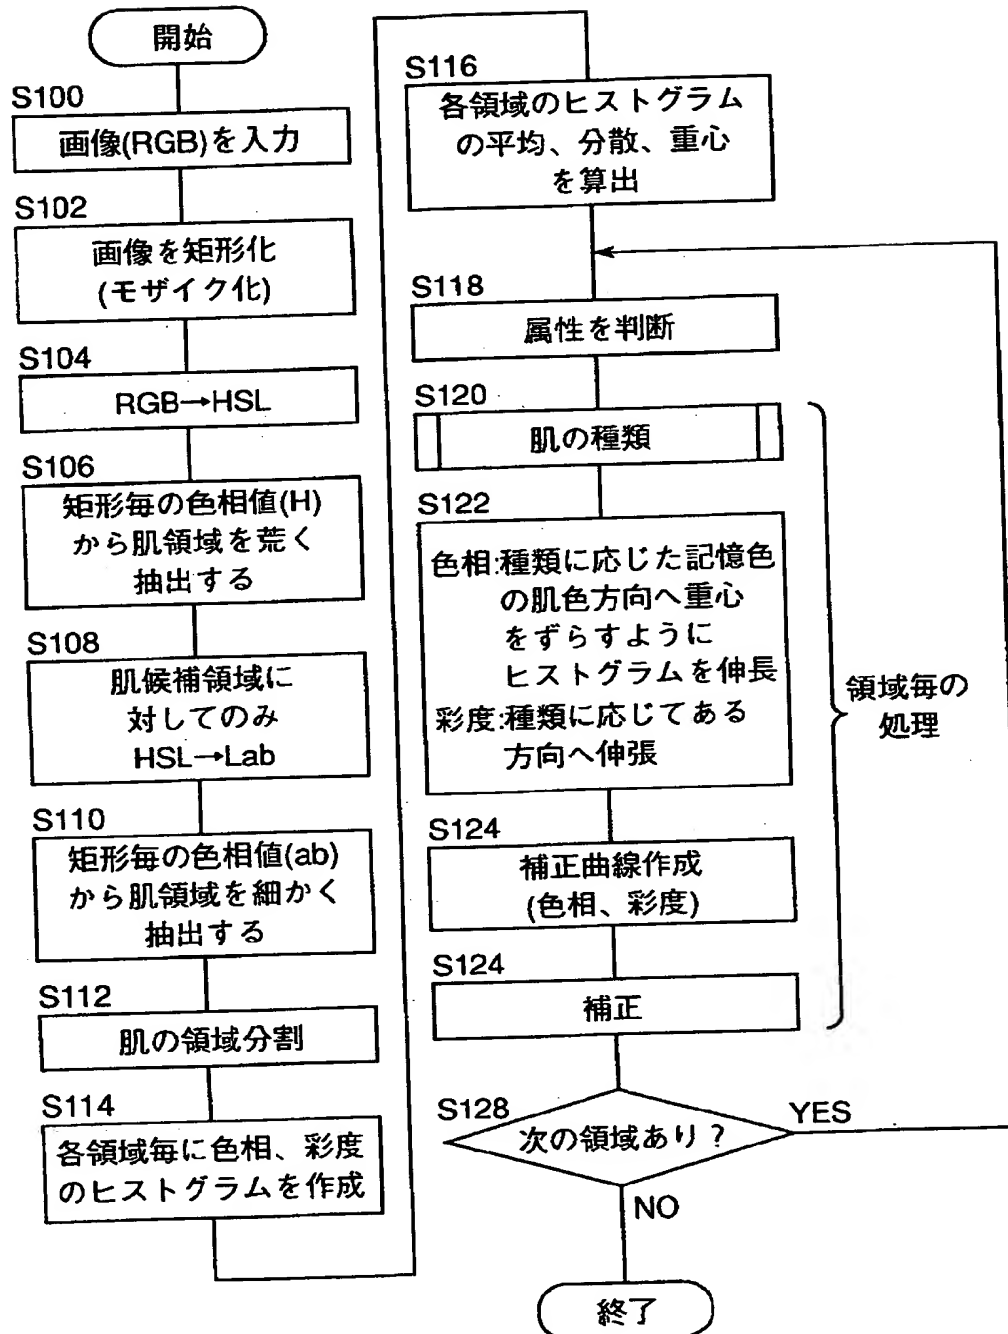 開始
S100
画像(RGB)を入力
S102
画像を矩形化
(モザイク化)
S104
RGB→HSL
S106
矩形毎の色相値(H)
から肌領域を荒く
抽出する
S108
肌候補領域に
対してのみ
HSL→Lab
S110
矩形毎の色相値(ab)
から肌領域を細かく
抽出する
S112
肌の領域分割
S114
各領域毎に色相、彩度
のヒストグラムを作成
S116
各領域のヒストグラム
の平均、分散、重心
を算出
S118
属性を判断
S120
肌の種類
S122
色相:種類に応じた記憶色
の肌色方向へ重心
をずらすように
ヒストグラムを伸長
彩度:種類に応じてある
方向へ伸張
S124
補正曲線作成
(色相、彩度)
S124
補正
領域毎の
処理
S128
次の領域あり?
YES
NO
終了